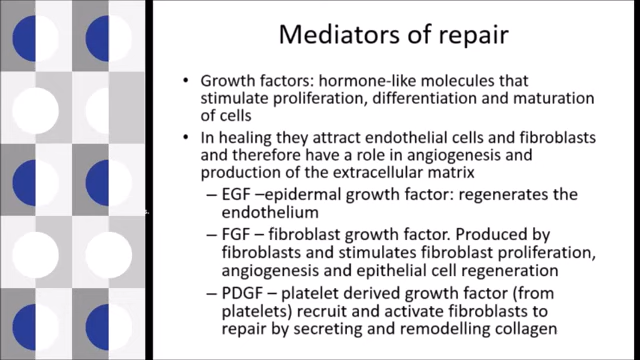 Mediators of repair
• Growth factors: hormone-like molecules that
stimulate proliferation, differentiation and maturation
of cells
• In healing they attract endothelial cells and fibroblasts
and therefore have a role in angiogenesis and
production of the extracellular matrix
– EGF –epidermal growth factor: regenerates the
endothelium
– FGF – fibroblast growth factor. Produced by
fibroblasts and stimulates fibroblast proliferation,
angiogenesis and epithelial cell regeneration
– PDGF – platelet derived growth factor (from
platelets) recruit and activate fibroblasts to
repair by secreting and remodelling collagen